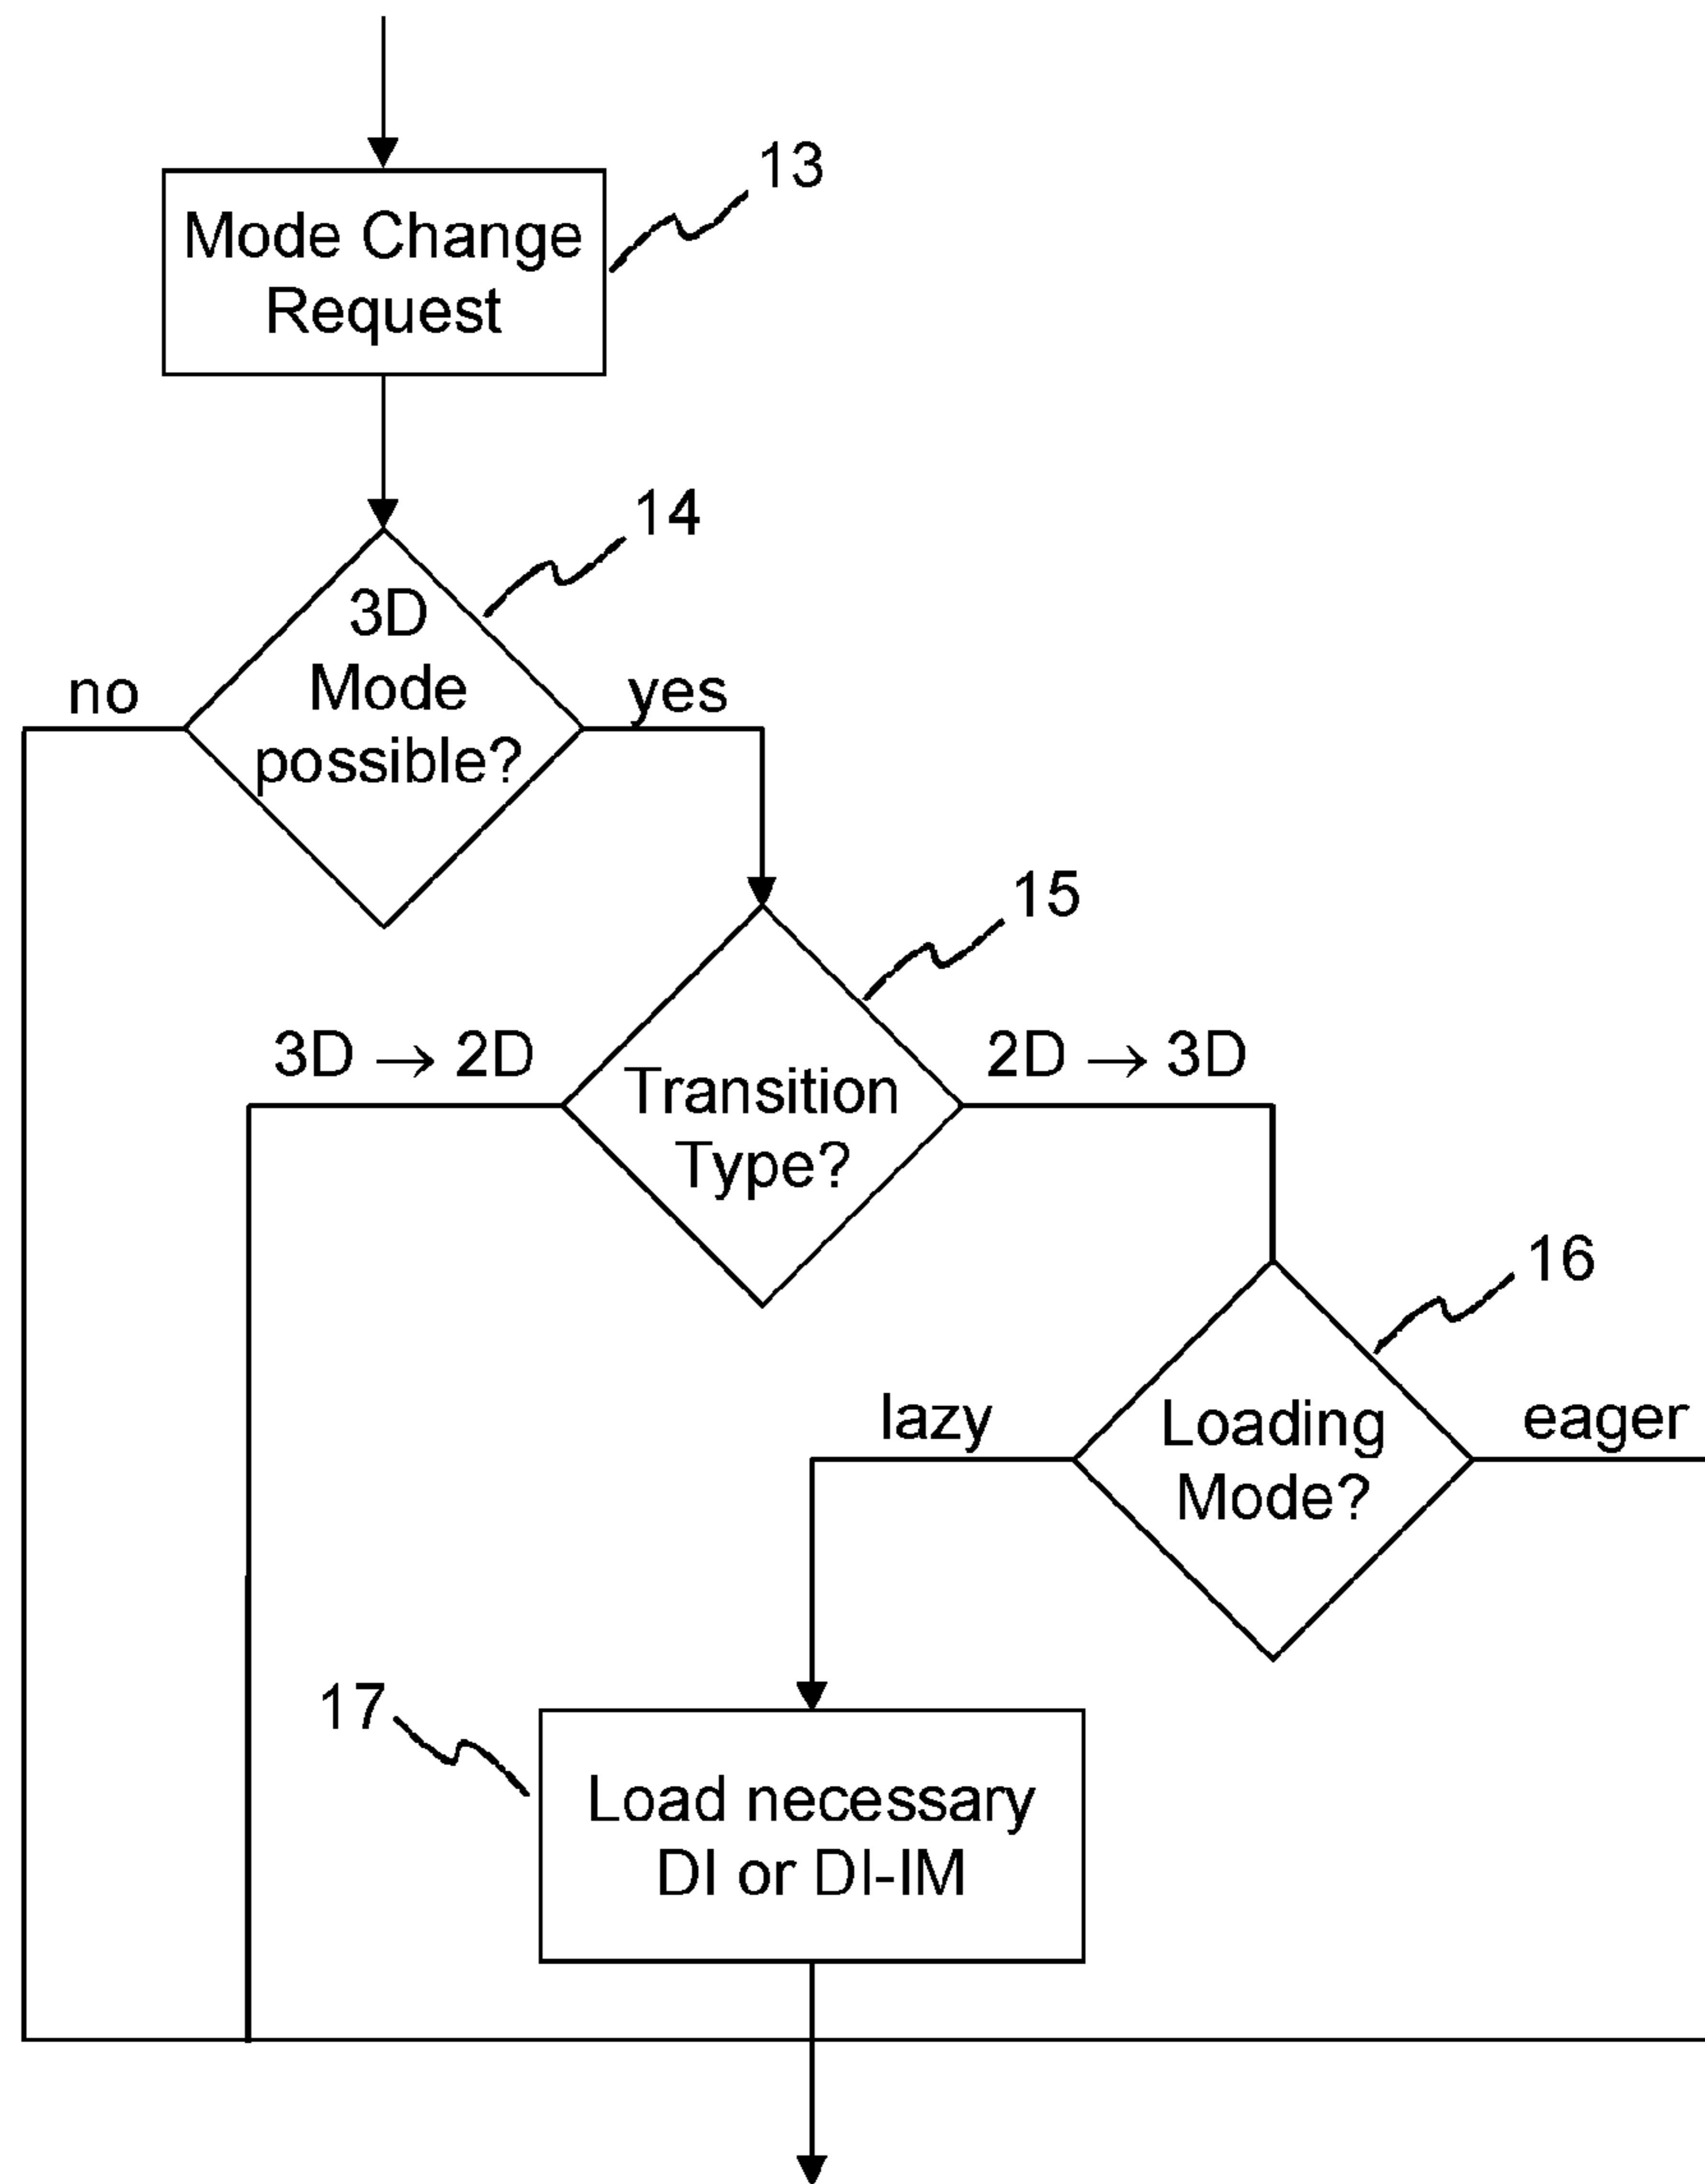 13
Mode Change
Request
14
3D
Mode
possible?
no
yes
15
3D → 2D
2D → 3D
Transition
Type?
16
lazy
Loading
Mode?
eager
17
Load necessary
DI or DI-IM